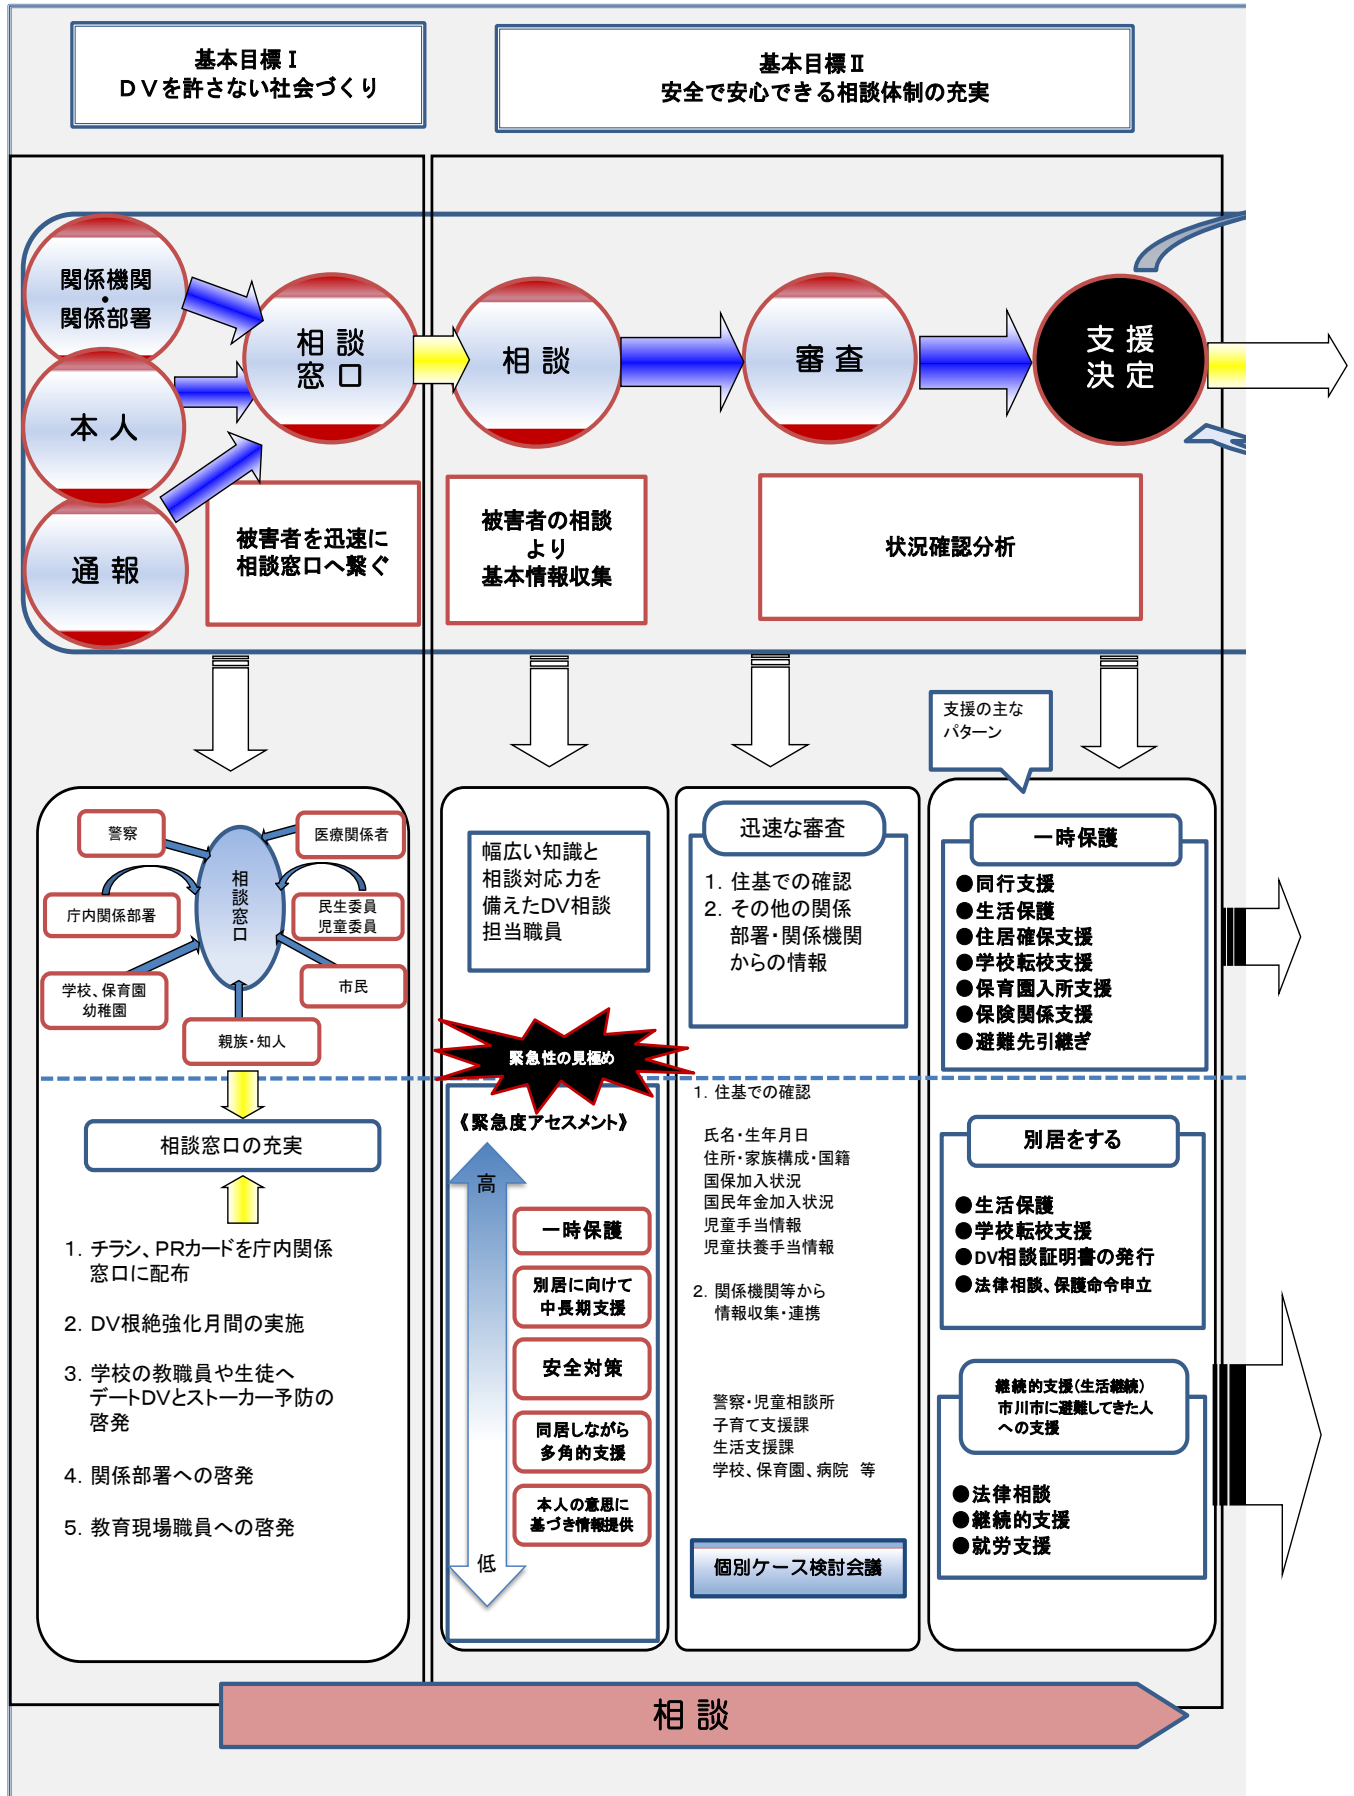 基本目標Ⅰ
DVを許さない社会づくり
基本目標Ⅱ
安全で安心できる相談体制の充実
関係機関
・
関係部署
本人
通報
相談
窓口
相談
審査
支援
決定
被害者を迅速に
相談窓口へ繋ぐ
被害者の相談
より
基本情報収集
状況確認分析
支援の主な
パターン
警察
医療関係者
庁内関係部署
相談窓口
民生委員
児童委員
学校、保育園
幼稚園
市民
親族・知人
相談窓口の充実
1. チラシ、PRカードを庁内関係
窓口に配布
2. DV根絶強化月間の実施
3. 学校の教職員や生徒へ
デートDVとストーカー予防の
啓発
4. 関係部署への啓発
5. 教育現場職員への啓発
幅広い知識と
相談対応力を
備えたDV相談
担当職員
緊急性の見極め
《緊急度アセスメント》
高
一時保護
別居に向けて
中長期支援
安全対策
同居しながら
多角的支援
本人の意思に
基づき情報提供
低
迅速な審査
1. 住基での確認
2. その他の関係
部署・関係機関
からの情報
1. 住基での確認
氏名・生年月日
住所・家族構成・国籍
国保加入状況
国民年金加入状況
児童手当情報
児童扶養手当情報
2. 関係機関等から
情報収集・連携
警察・児童相談所
子育て支援課
生活支援課
学校、保育園、病院 等
個別ケース検討会議
一時保護
●同行支援
●生活保護
●住居確保支援
●学校転校支援
●保育園入所支援
●保険関係支援
●避難先引継ぎ
別居をする
●生活保護
●学校転校支援
●DV相談証明書の発行
●法律相談、保護命令申立
継続的支援(生活継続)
市川市に避難してきた人
への支援
●法律相談
●継続的支援
●就労支援
相談